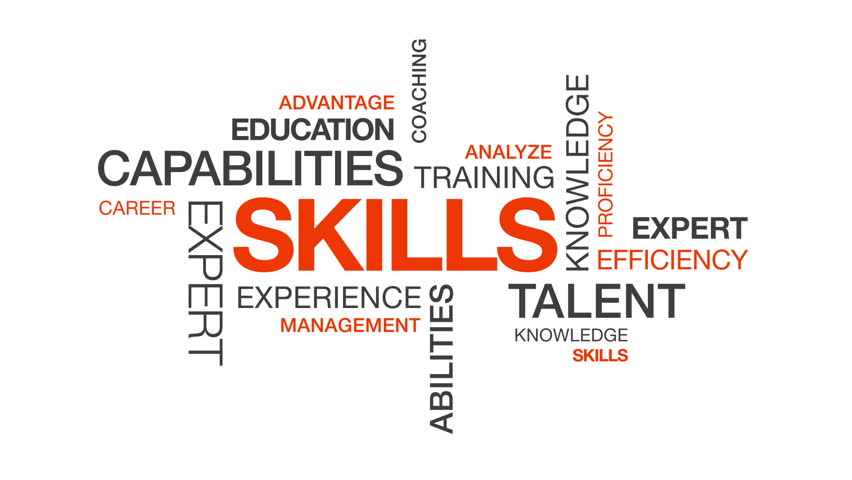 COACHING
ADVANTAGE
EDUCATION
CAPABILITIES
ANALYZE
TRAINING
KNOWLEDGE
PROFICIENCY
CAREER
EXPERT
SKILLS
EXPERT
EFFICIENCY
EXPERIENCE
MANAGEMENT
ABILITIES
TALENT
KNOWLEDGE
SKILLS